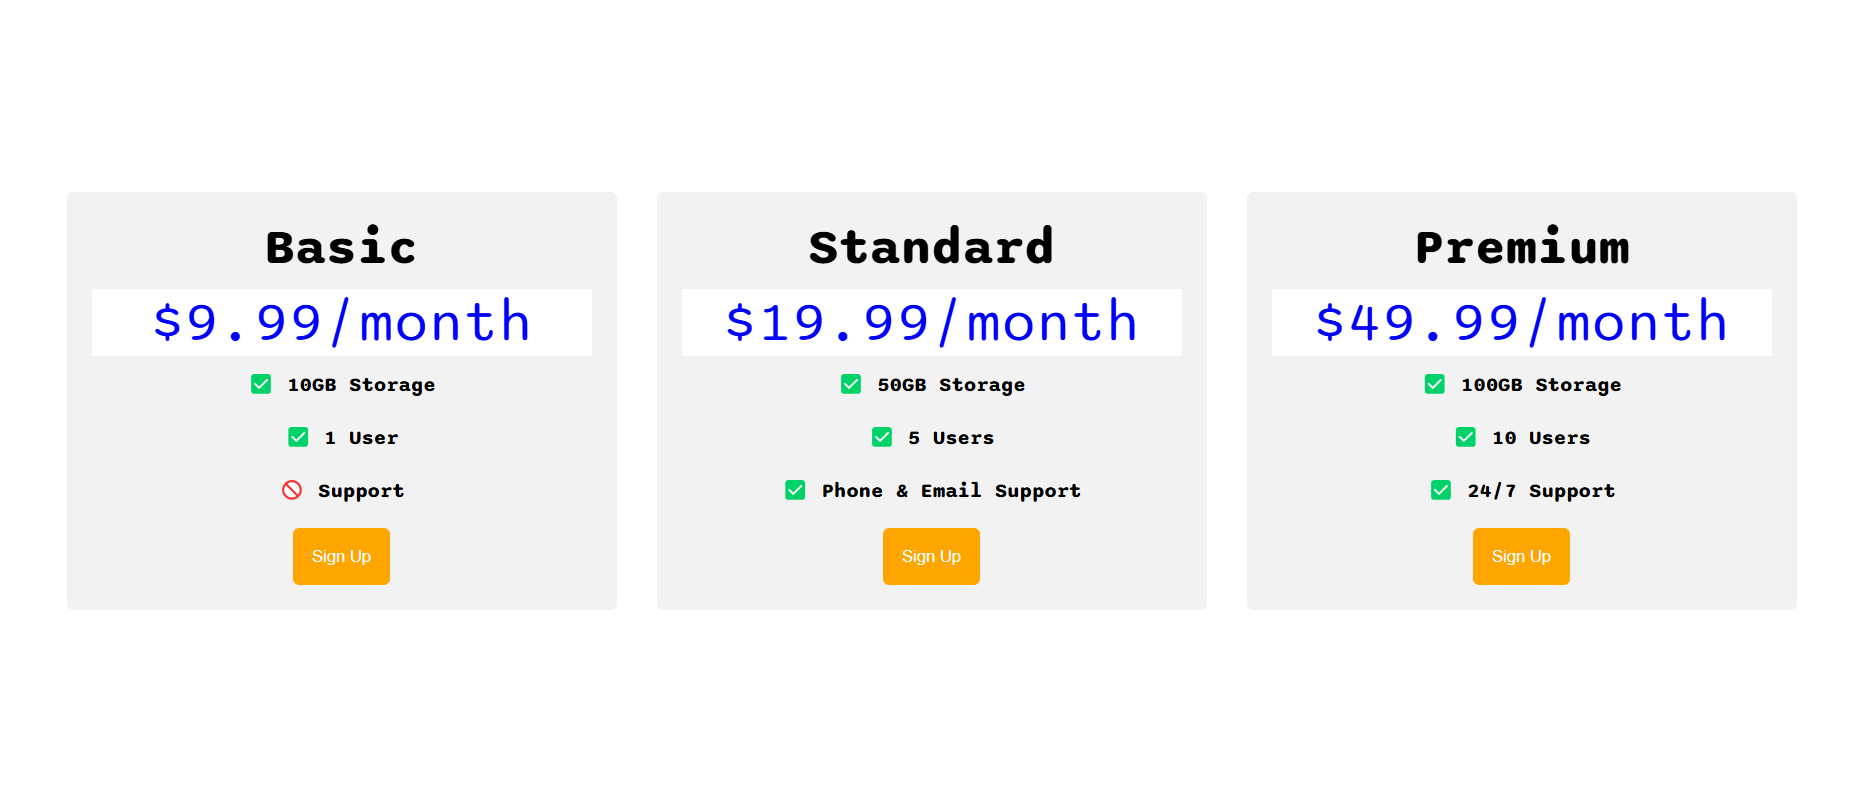 Basic
$9.99/month
✅ 10GB Storage
✅ 1 User
🚫 Support
Sign Up
Standard
$19.99/month
✅ 50GB Storage
✅ 5 Users
✅ Phone & Email Support
Sign Up
Premium
$49.99/month
✅ 100GB Storage
✅ 10 Users
✅ 24/7 Support
Sign Up